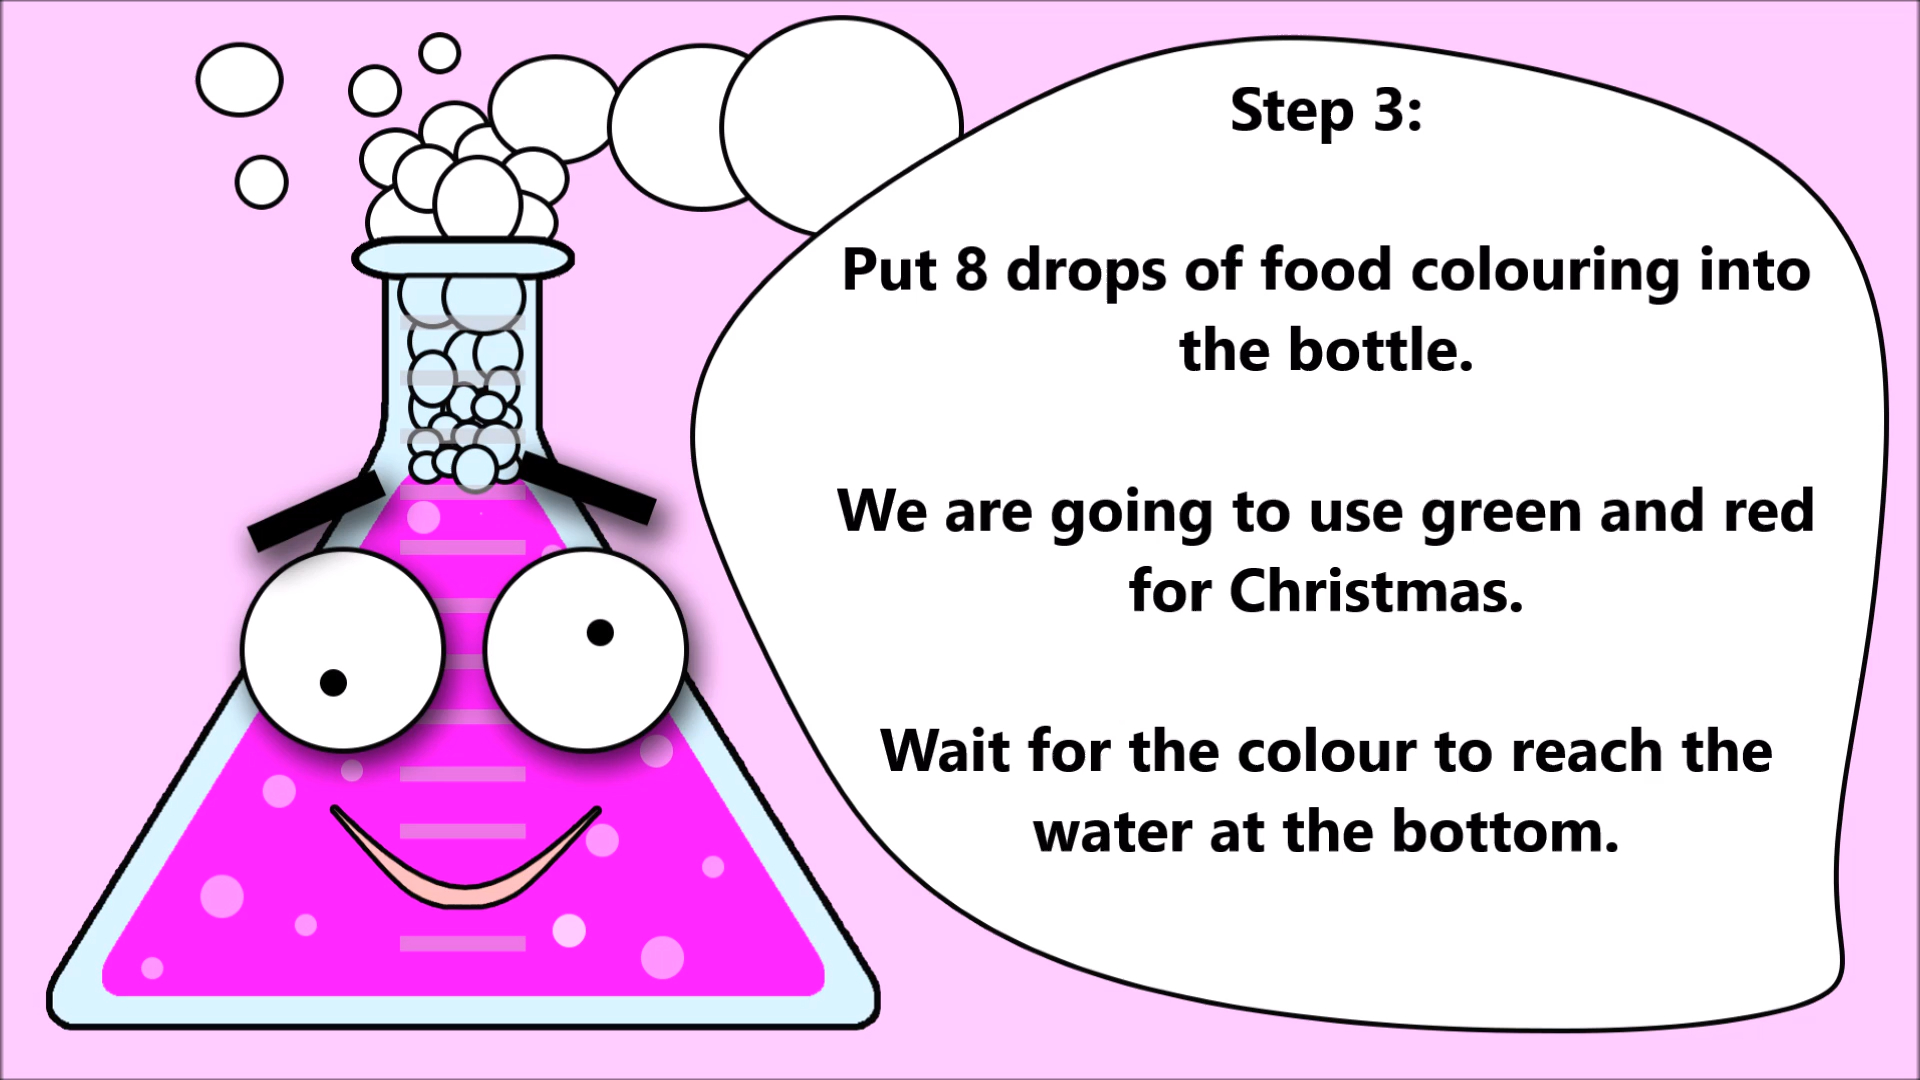 Step 3:
Put 8 drops of food colouring into
the bottle.
We are going to use green and red
for Christmas.
Wait for the colour to reach the
water at the bottom.